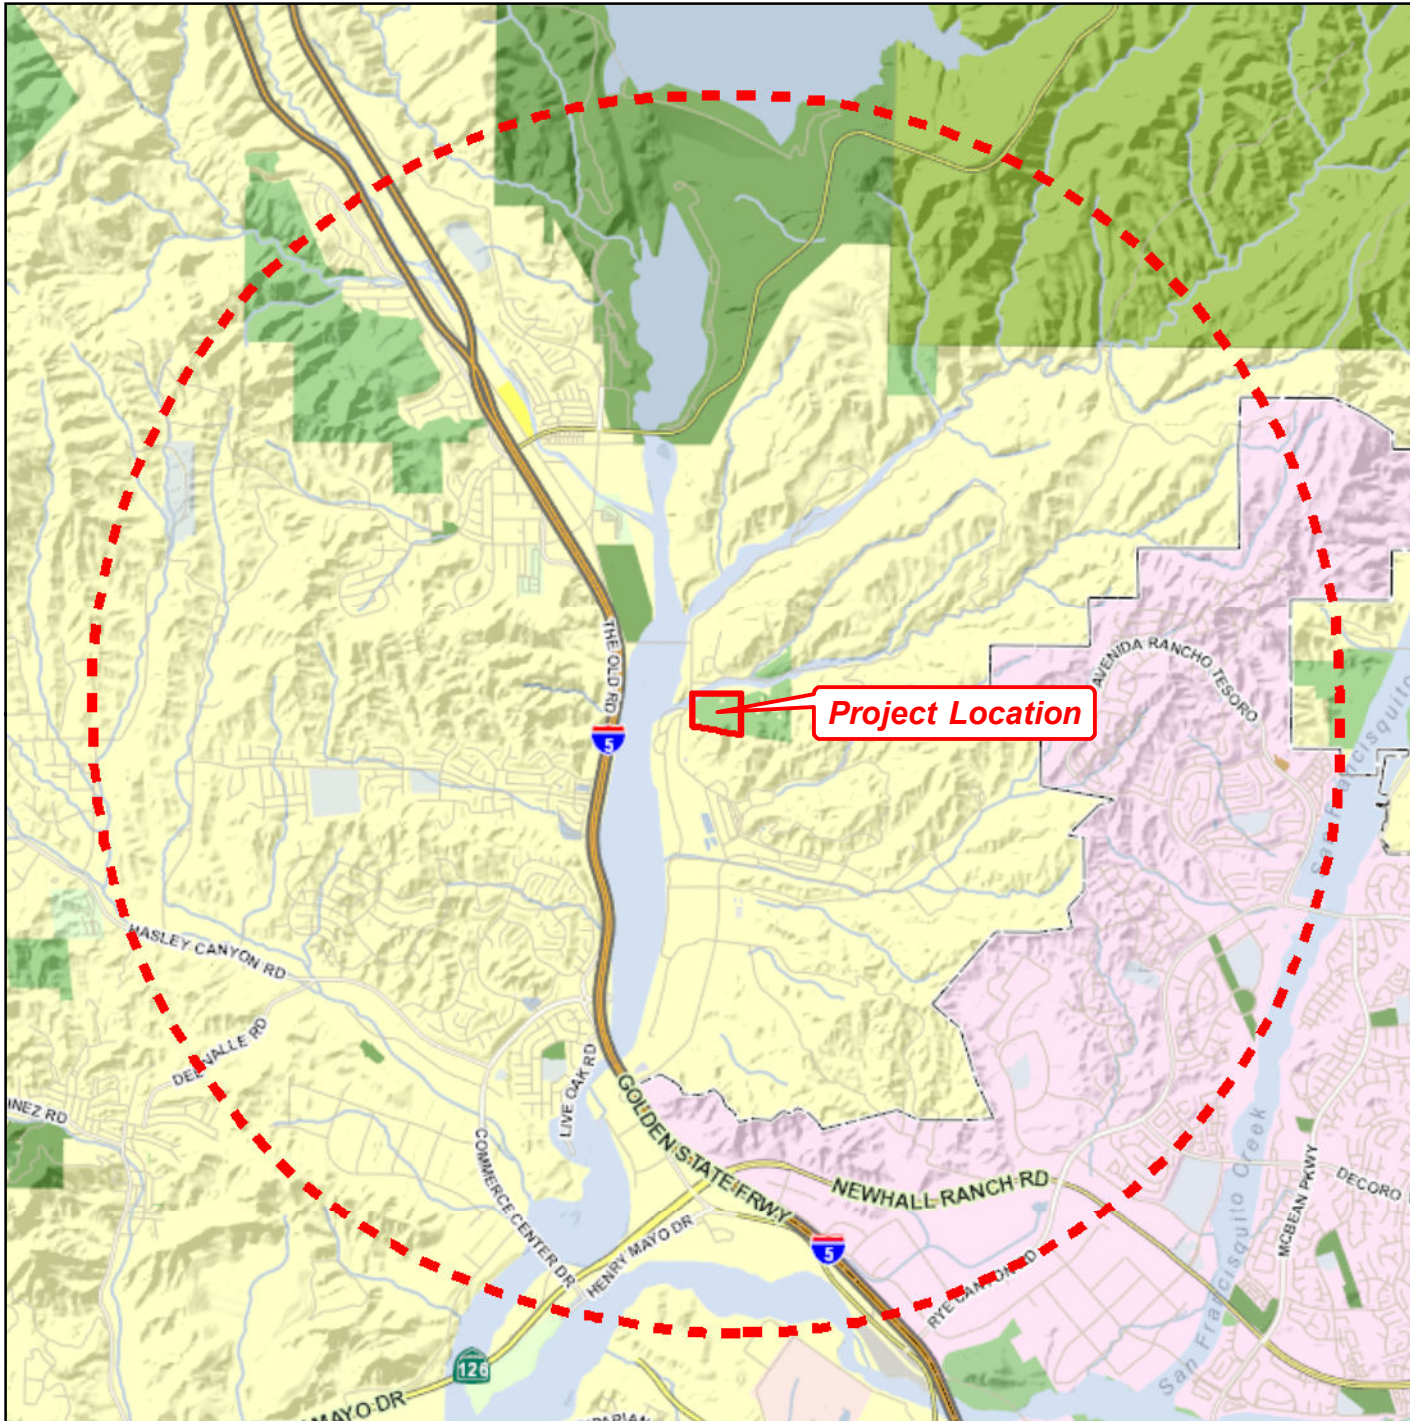 THE OLD RD
5
Project Location
AVENIDA RANCHO TESORO
San Francisquito
HASLEY CANYON RD
DEL VALLE RD
LIVE OAK RD
COMMERCE CENTER DR
GOLDEN STATE FRWY
NEWHALL RANCH RD
HENRY MAYO DR
5
RYE CANYON RD
San Francisquito Creek
MCBEAN PKWY
DECORO
126
MAYO DR